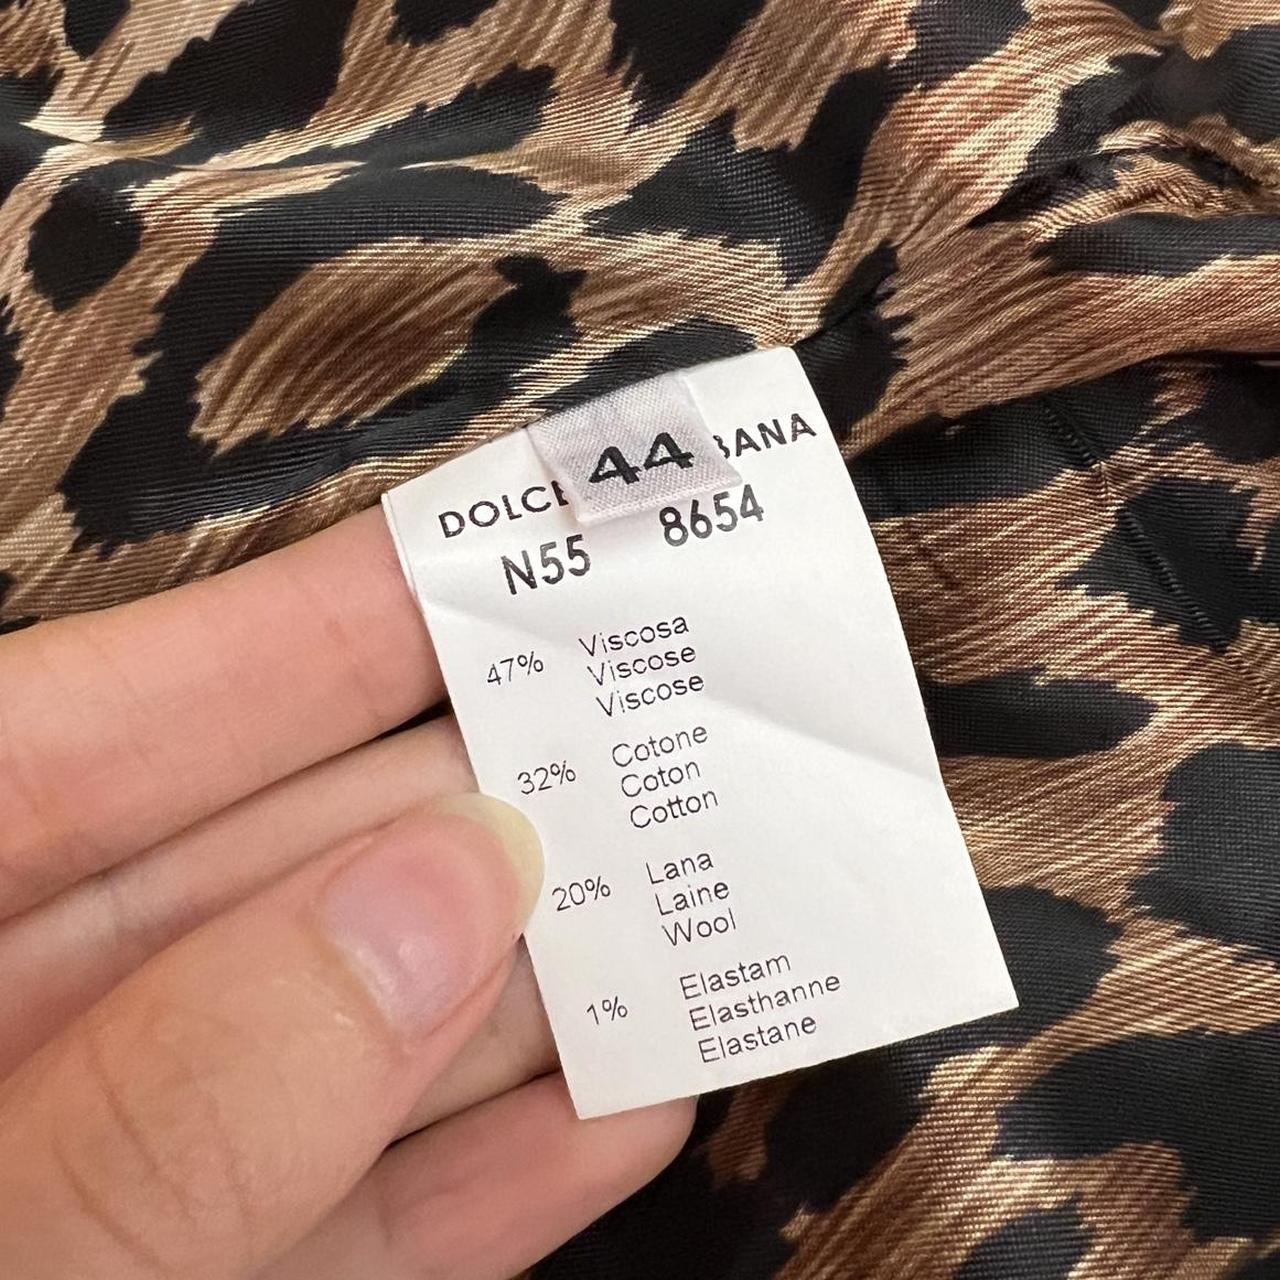 44
DOLCE BANA
N55 8654
47% Viscosa
Viscose
Viscose
32% Cotone
Coton
Cotton
20% Lana
Laine
Wool
1% Elastam
Elasthanne
Elastane